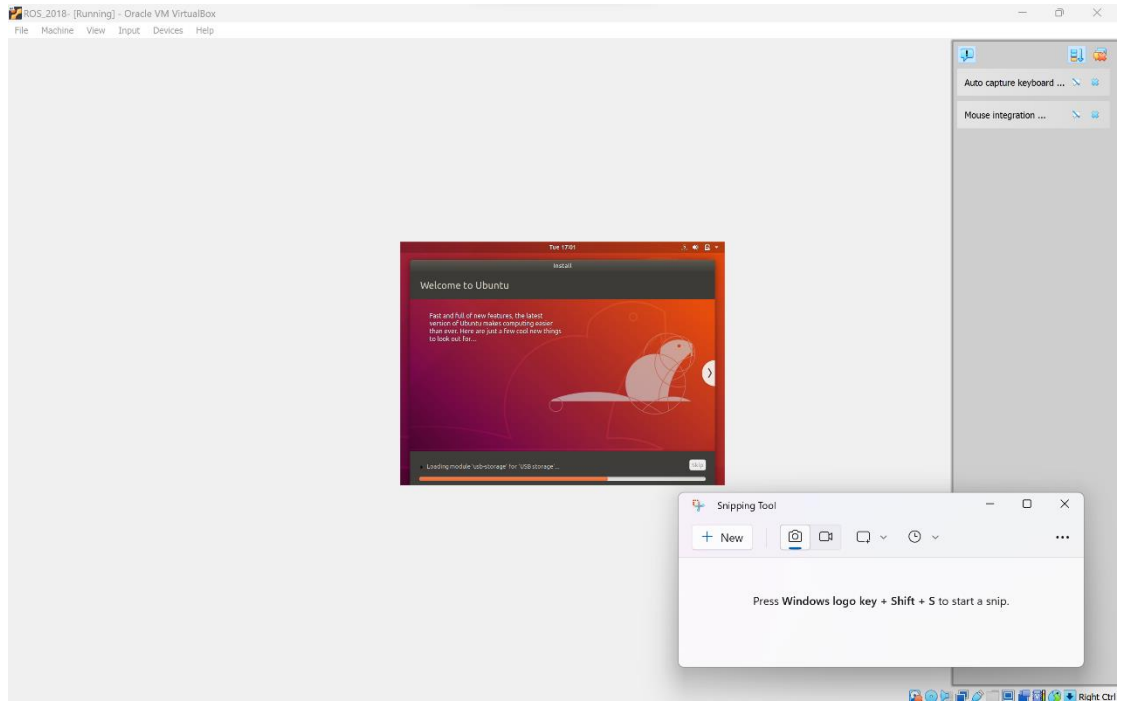 ROS_2018- [Running] - Oracle VM VirtualBox
File Machine View Input Devices Help
Auto capture keyboard ...
Mouse integration ...
Tue 17:01
Install
Welcome to Ubuntu
Fast and full of new features, the latest
version of Ubuntu makes computing easier
than ever. Here are just a few cool new things
to look out for...
Loading module 'usb-storage' for 'USB storage'...
Skip
Snipping Tool
+ New
Press Windows logo key + Shift + S to start a snip.
Right Ctrl